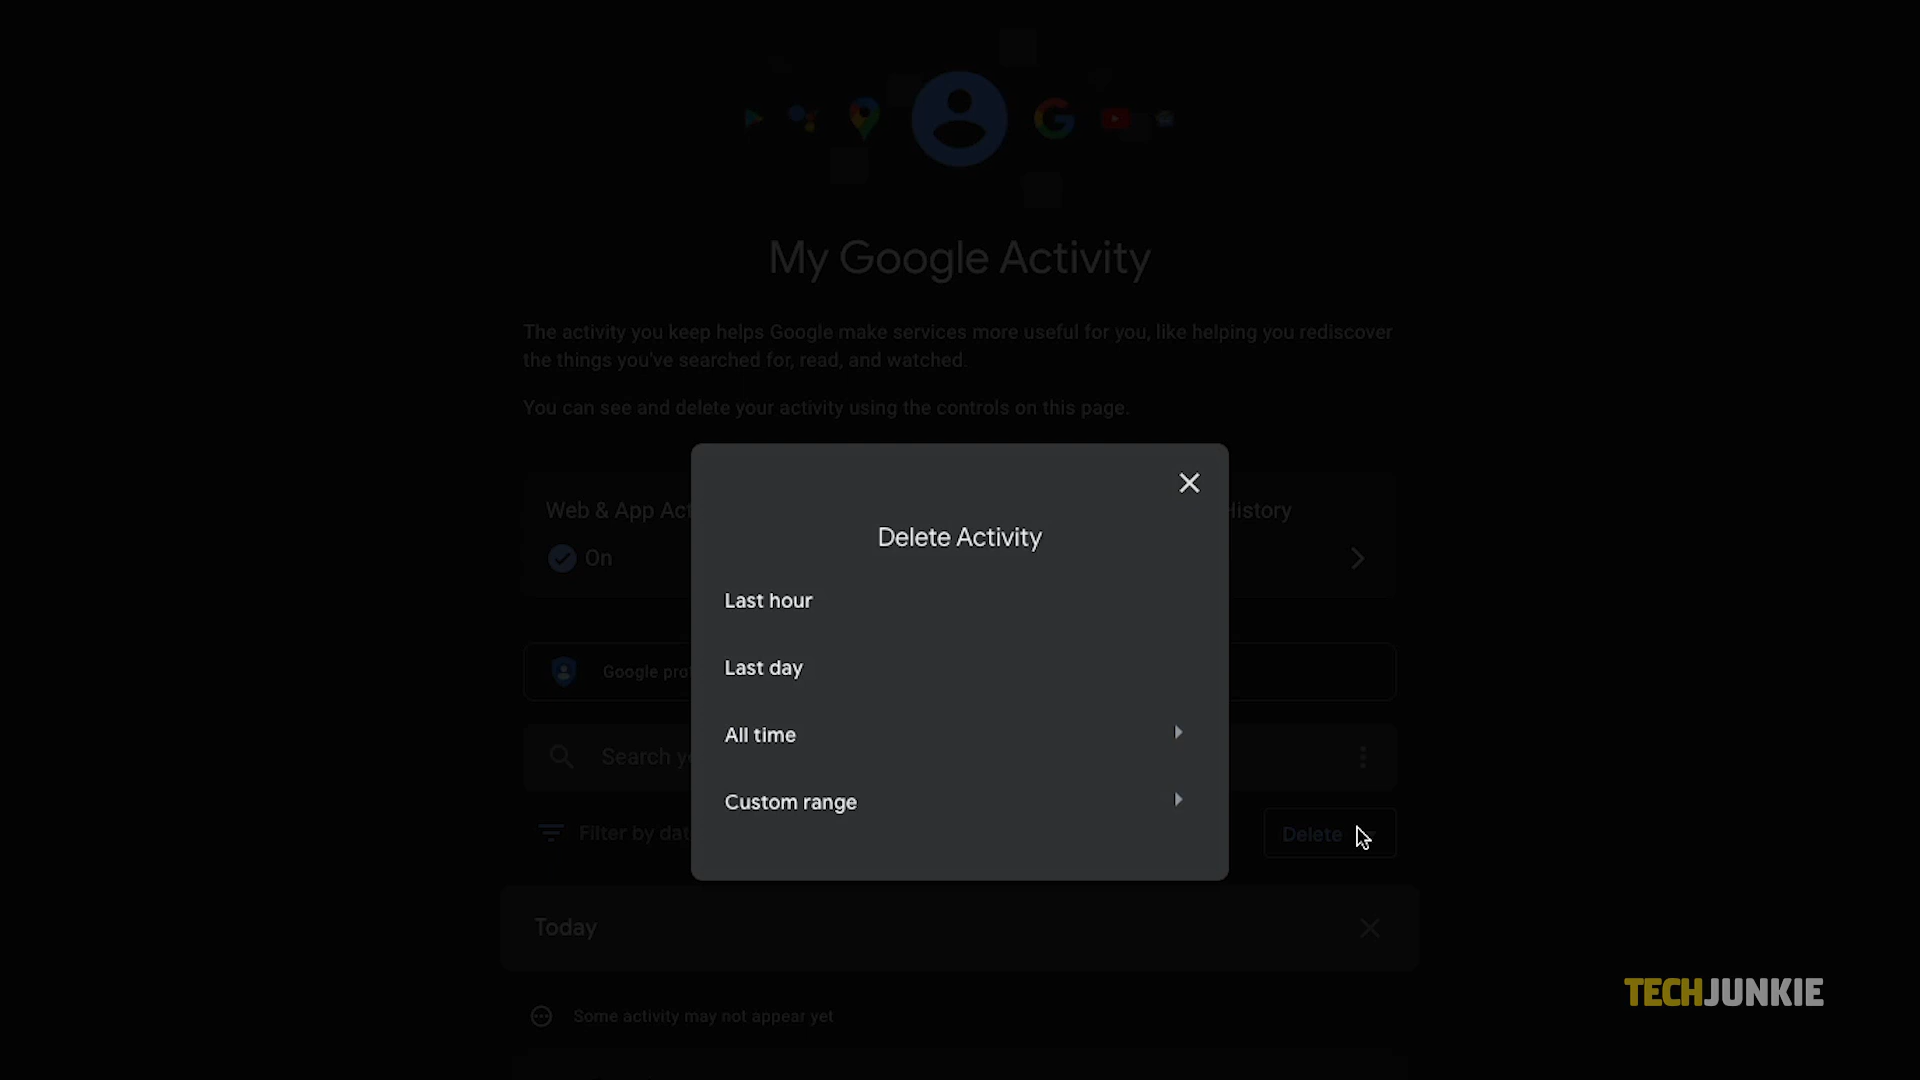 My Google Activity
The activity you keep helps Google make services more useful for you, like helping you rediscover
the things you've searched for, read, and watched.
You can see and delete your activity using the controls on this page.
Web & App Act
History
On
Delete Activity
Last hour
Last day
All time
Custom range
Google pro
Search y
Filter by dat
Delete
Today
Some activity may not appear yet
TECHJUNKIE